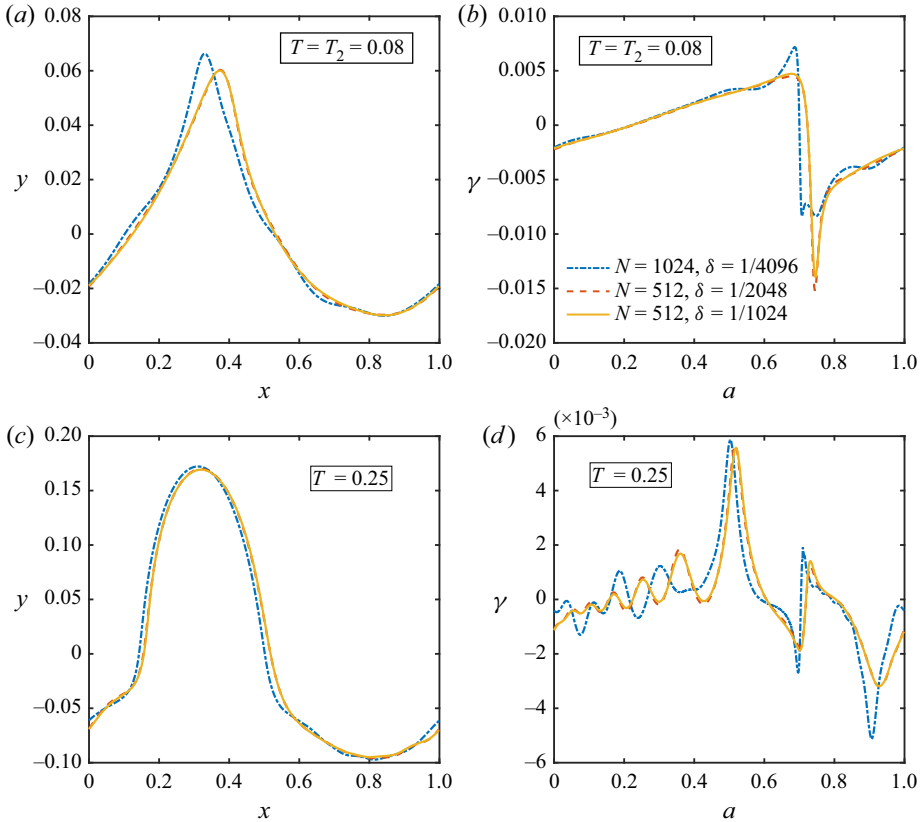 (a)
T = T2 = 0.08
0.08
0.06
0.04
0.02
0
–0.02
–0.04
y
0 0.2 0.4 0.6 0.8 1.0
x
(b)
T = T2 = 0.08
0.010
0.005
0
–0.005
–0.010
–0.015
–0.020
γ
N = 1024, δ = 1/4096
N = 512, δ = 1/2048
N = 512, δ = 1/1024
0 0.2 0.4 0.6 0.8 1.0
a
(c)
T = 0.25
0.20
0.15
0.10
0.05
0
–0.05
–0.10
y
0 0.2 0.4 0.6 0.8 1.0
x
(d)
(×10–3)
T = 0.25
6
4
2
0
–2
–4
–6
γ
0 0.2 0.4 0.6 0.8 1.0
a